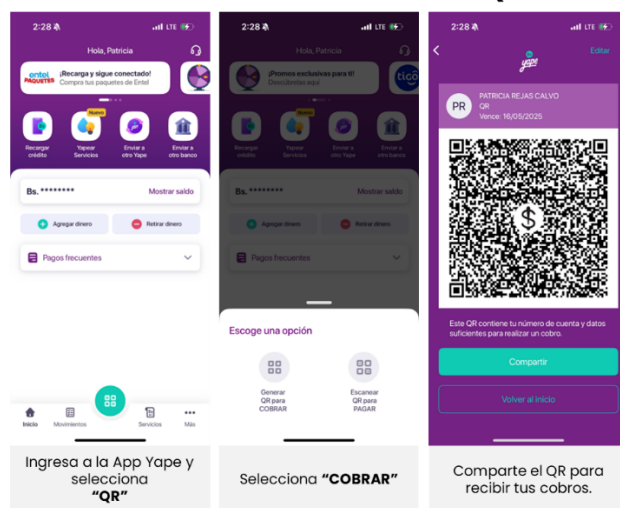 2:28
LTE
Hola, Patricia
entel
PAQUETES
¡Recarga y sigue conectado!
Compra tus paquetes de Entel
Nuevo
Recargar
crédito
Yapear
Servicios
Enviar a
otro Yape
Enviar a
otro banco
Bs. ********
Mostrar saldo
Agregar dinero
Retirar dinero
Pagos frecuentes
Inicio
Movimientos
Servicios
Más
Ingresa a la App Yape y
selecciona
“QR”
2:28
LTE
Hola, Patricia
¡Promos exclusivas para ti!
Descúbrelas aquí
tigo
Nuevo
Recargar
crédito
Yapear
Servicios
Enviar a
otro Yape
Enviar a
otro banco
Bs. ********
Mostrar saldo
Agregar dinero
Retirar dinero
Pagos frecuentes
Escoge una opción
Generar
QR para
COBRAR
Escanear
QR para
PAGAR
Selecciona “COBRAR”
2:28
LTE
yape
Editar
PR
PATRICIA REJAS CALVO
QR
Vence: 16/05/2025
$
Este QR contiene tu número de cuenta y datos
suficientes para realizar un cobro.
Compartir
Volver al inicio
Comparte el QR para
recibir tus cobros.